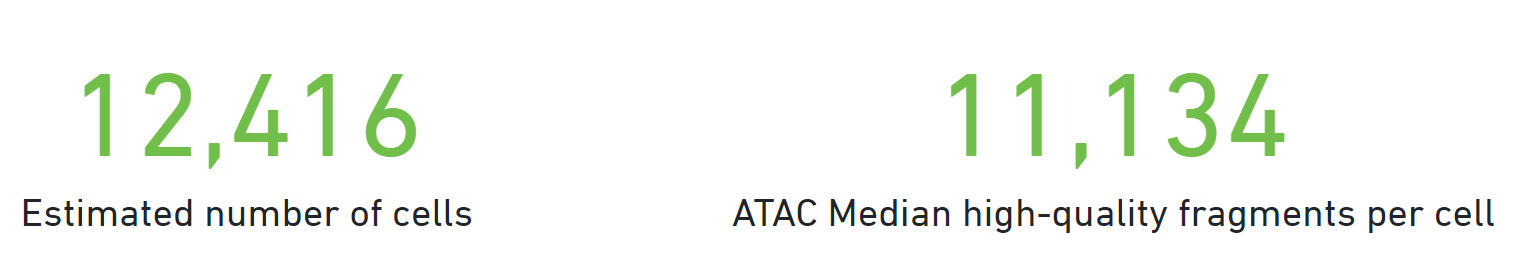 12,416 11,134
Estimated number of cells ATAC Median high-quality fragments per cell